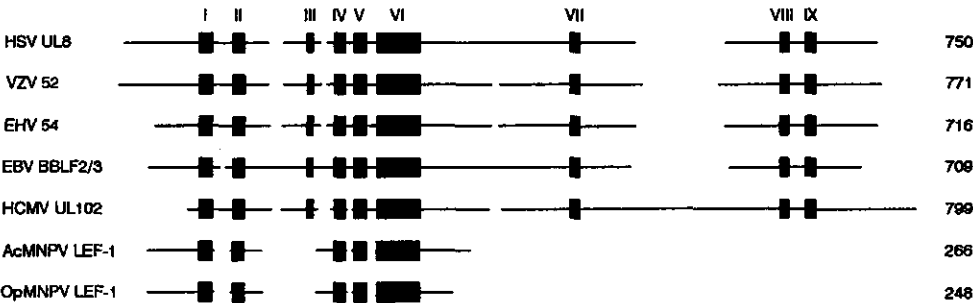 I II III IV V VI VII VIII IX
HSV UL8 750
VZV 52 771
EHV 54 716
EBV BBLF2/3 709
HCMV UL102 799
AcMNPV LEF-1 266
OpMNPV LEF-1 248